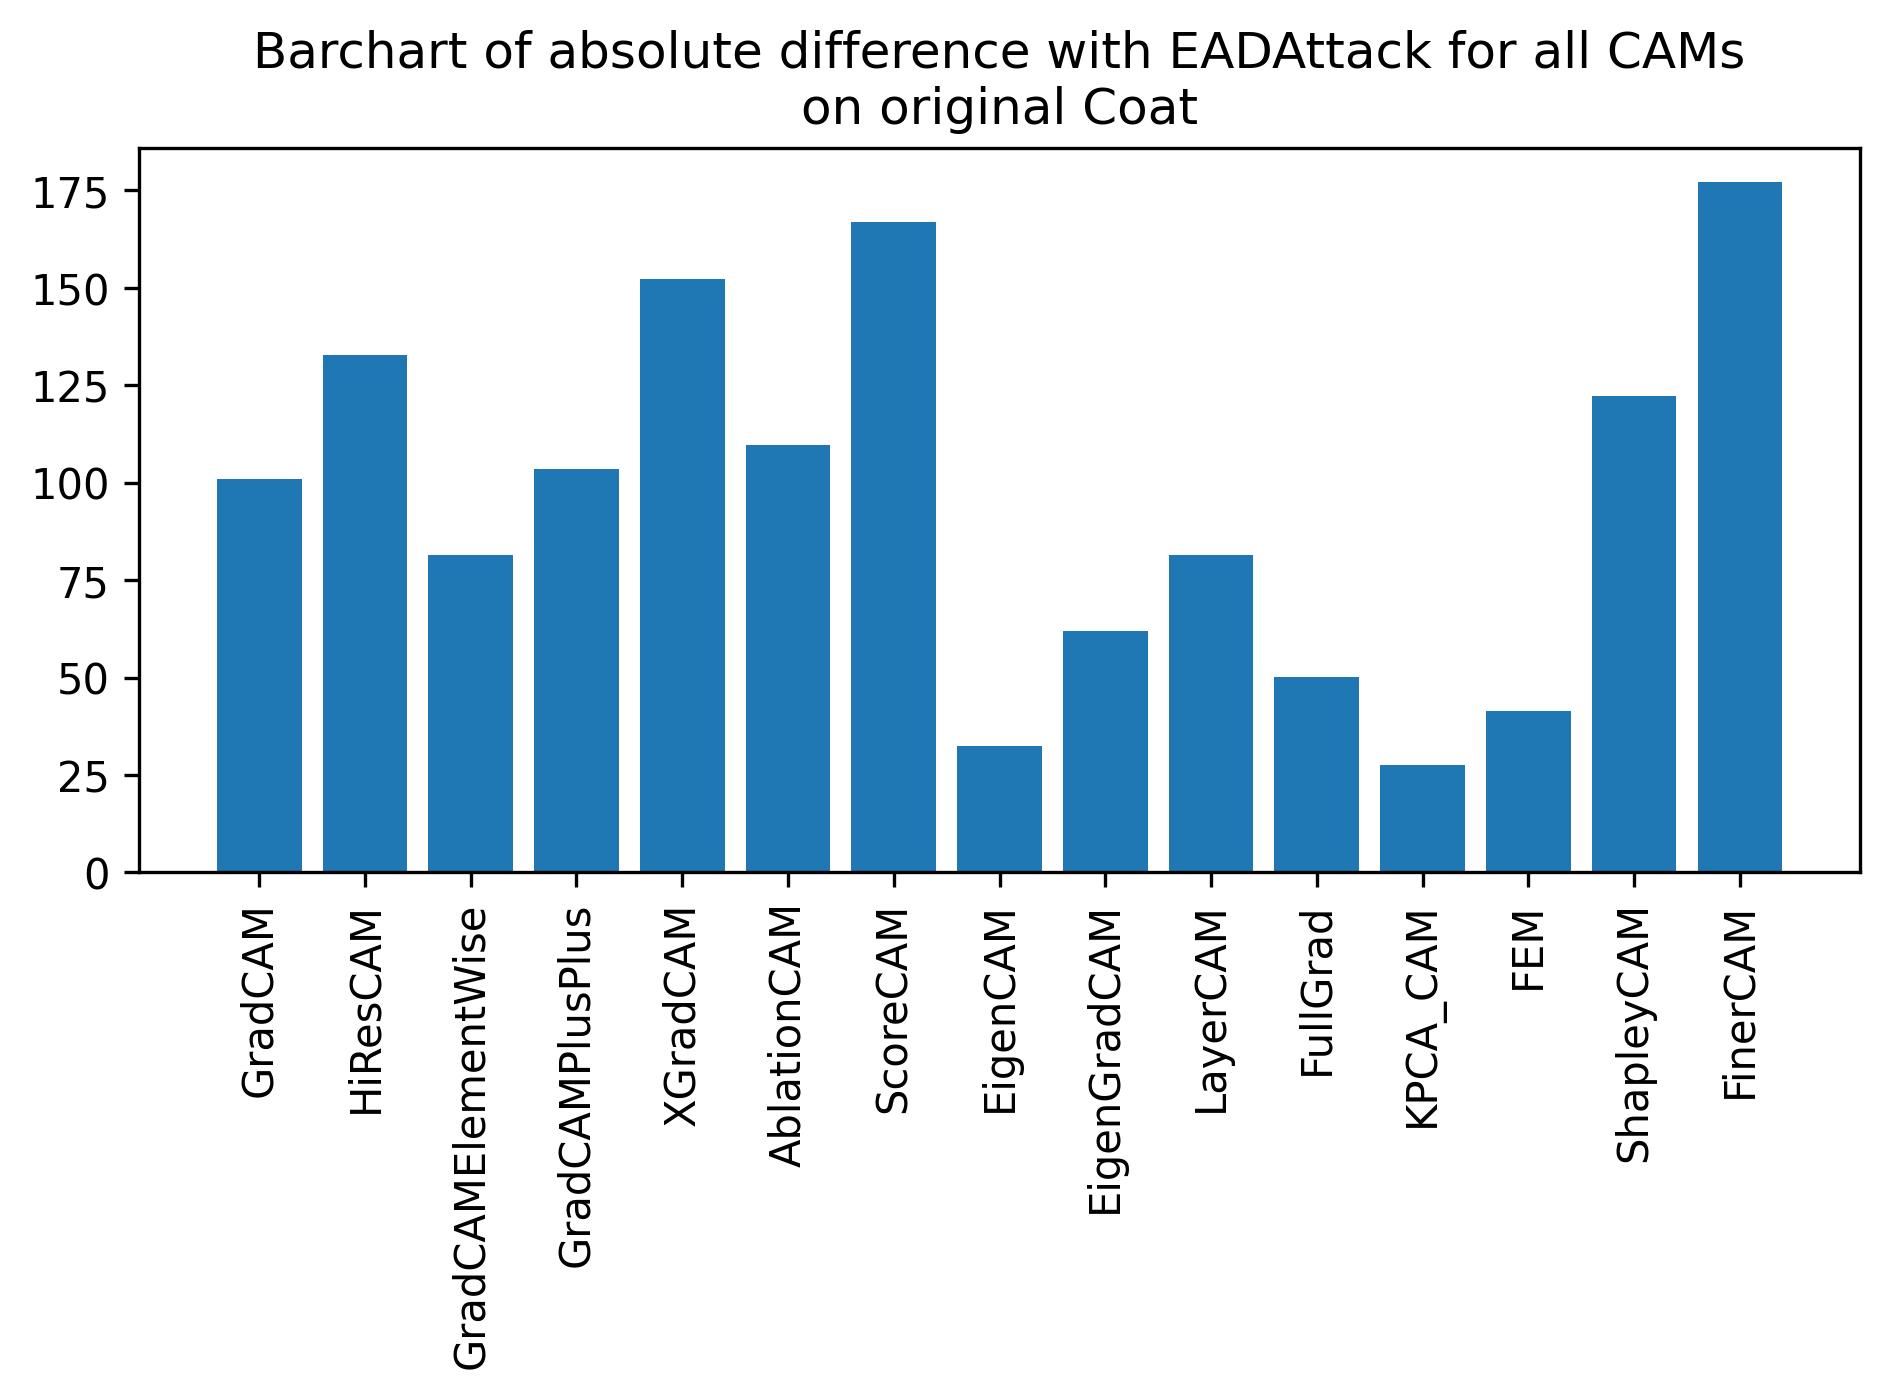 Barchart of absolute difference with EADAttack for all CAMs
on original Coat
175
150
125
100
75
50
25
0
GradCAM
HiResCAM
GradCAMElementWise
GradCAMPlusPlus
XGradCAM
AblationCAM
ScoreCAM
EigenCAM
EigenGradCAM
LayerCAM
FullGrad
KPCA_CAM
FEM
ShapleyCAM
FinerCAM